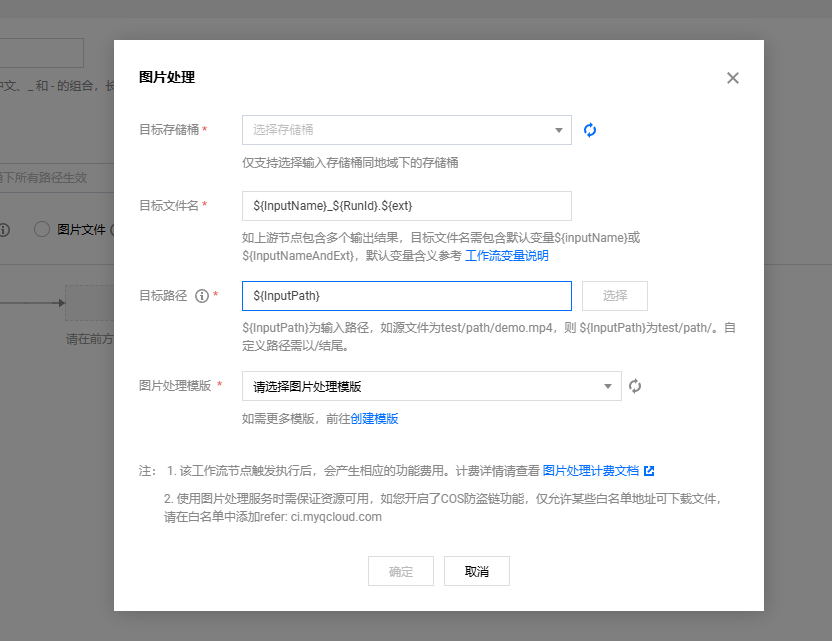 图片处理
目标存储桶 *
选择存储桶
仅支持选择输入存储桶同地域下的存储桶
目标文件名 *
${InputName}_${RunId}.${ext}
如上游节点包含多个输出结果，目标文件名需包含默认变量${inputName}或
${InputNameAndExt}，默认变量含义参考 工作流变量说明
目标路径 *
${InputPath}
选择
${InputPath}为输入路径，如源文件为test/path/demo.mp4，则 ${InputPath}为test/path/。自
定义路径需以/结尾。
图片处理模版 *
请选择图片处理模版
如需更多模版，前往创建模版
注： 1. 该工作流节点触发执行后，会产生相应的功能费用。计费详情请查看 图片处理计费文档
2. 使用图片处理服务时需保证资源可用，如您开启了COS防盗链功能，仅允许某些白名单地址可下载文件，
请在白名单中添加refer: ci.myqcloud.com
确定
取消
中文、_ 和 - 的组合，长
下所有路径生效
图片文件
请在前方